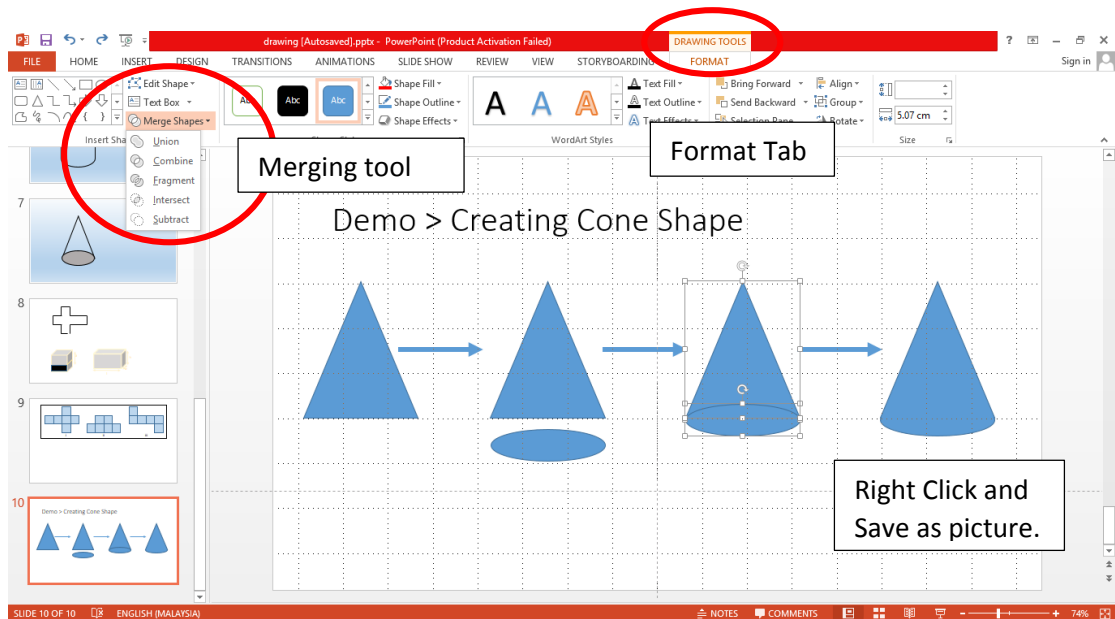 drawing [Autosaved].pptx - PowerPoint (Product Activation Failed)
DRAWING TOOLS
?
FILE HOME INSERT DESIGN TRANSITIONS ANIMATIONS SLIDE SHOW REVIEW VIEW STORYBOARDING FORMAT
Sign in
Edit Shape
Text Box
Merge Shapes
Abc Abc Abc
Shape Fill
Shape Outline
Shape Effects
A A A
Text Fill
Text Outline
Text Effects
Bring Forward
Send Backward
Selection Pane
Align
Group
Rotate
5.07 cm
Insert Sha
WordArt Styles
Size
Union
Combine
Fragment
Intersect
Subtract
Merging tool
Format Tab
7
8
9
10
Demo > Creating Cone Shape
Demo > Creating Cone Shape
Right Click and
Save as picture.
SLIDE 10 OF 10 ENGLISH (MALAYSIA)
NOTES COMMENTS
74%